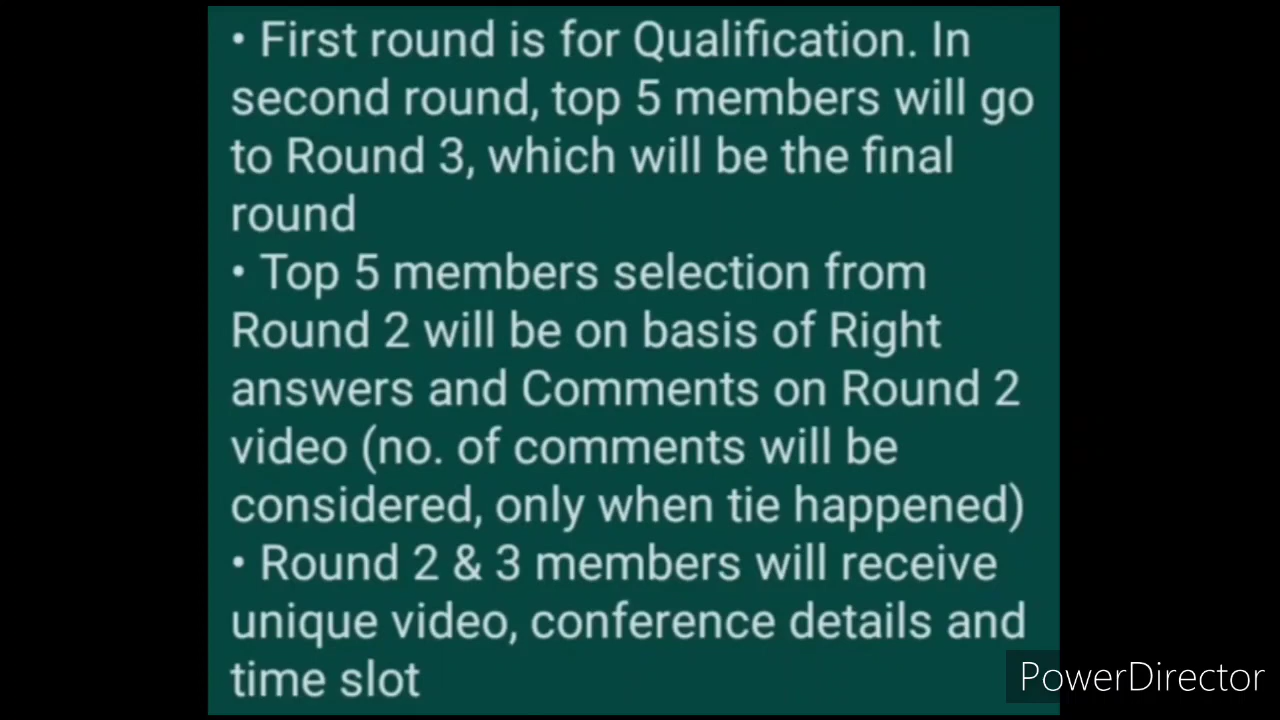 • First round is for Qualification. In
second round, top 5 members will go
to Round 3, which will be the final
round
• Top 5 members selection from
Round 2 will be on basis of Right
answers and Comments on Round 2
video (no. of comments will be
considered, only when tie happened)
• Round 2 & 3 members will receive
unique video, conference details and
time slot
PowerDirector